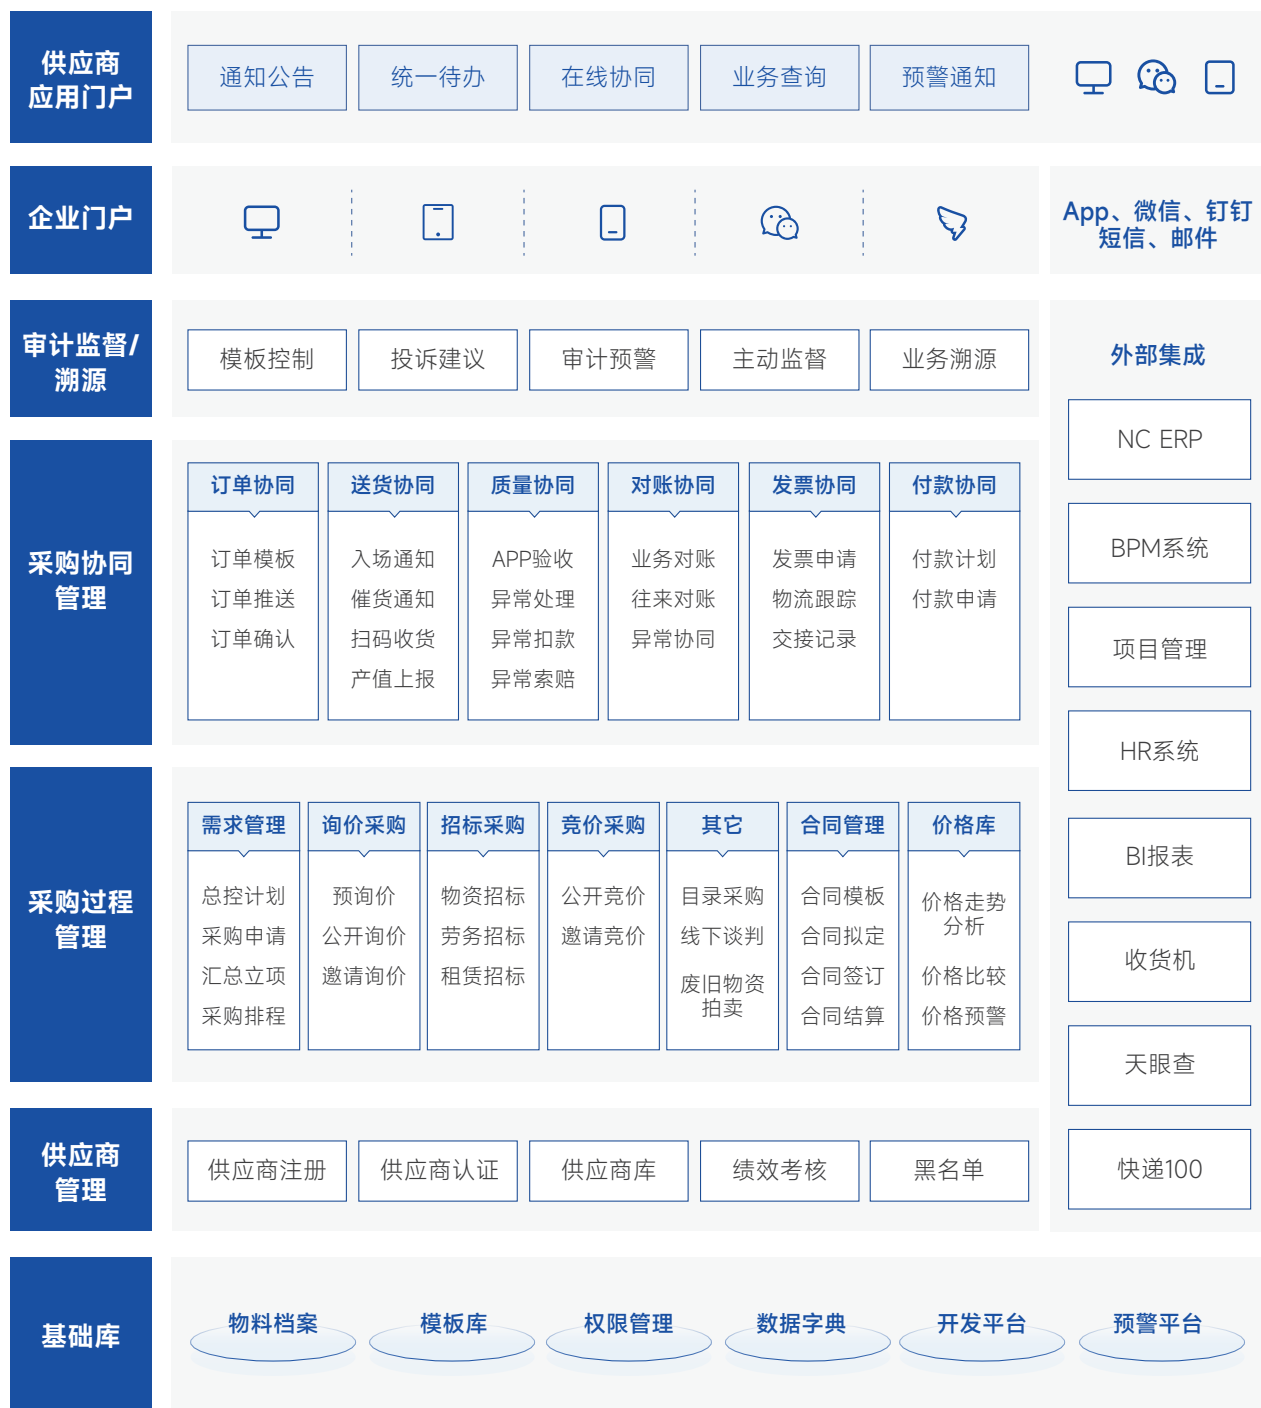 供应商
应用门户
通知公告
统一待办
在线协同
业务查询
预警通知
企业门户
App、微信、钉钉
短信、邮件
审计监督/
溯源
模板控制
投诉建议
审计预警
主动监督
业务溯源
采购协同
管理
订单协同
订单模板
订单推送
订单确认
送货协同
入场通知
催货通知
扫码收货
产值上报
质量协同
APP验收
异常处理
异常扣款
异常索赔
对账协同
业务对账
往来对账
异常协同
发票协同
发票申请
物流跟踪
交接记录
付款协同
付款计划
付款申请
采购过程
管理
需求管理
总控计划
采购申请
汇总立项
采购排程
询价采购
预询价
公开询价
邀请询价
招标采购
物资招标
劳务招标
租赁招标
竞价采购
公开竞价
邀请竞价
其它
目录采购
线下谈判
废旧物资
拍卖
合同管理
合同模板
合同拟定
合同签订
合同结算
价格库
价格走势
分析
价格比较
价格预警
供应商
管理
供应商注册
供应商认证
供应商库
绩效考核
黑名单
外部集成
NC ERP
BPM系统
项目管理
HR系统
BI报表
收货机
天眼查
快递100
基础库
物料档案
模板库
权限管理
数据字典
开发平台
预警平台